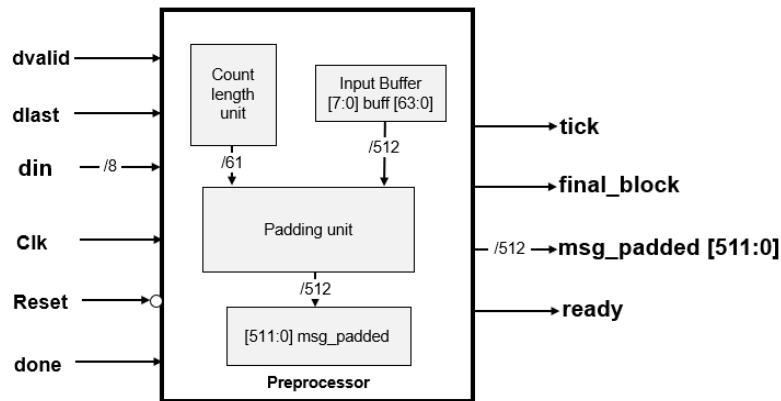 dvalid
dlast
din
/8
Clk
Reset
done
Count
length
unit
Input Buffer
[7:0] buff [63:0]
/61
/512
Padding unit
/512
[511:0] msg_padded
Preprocessor
tick
final_block
/512
msg_padded [511:0]
ready